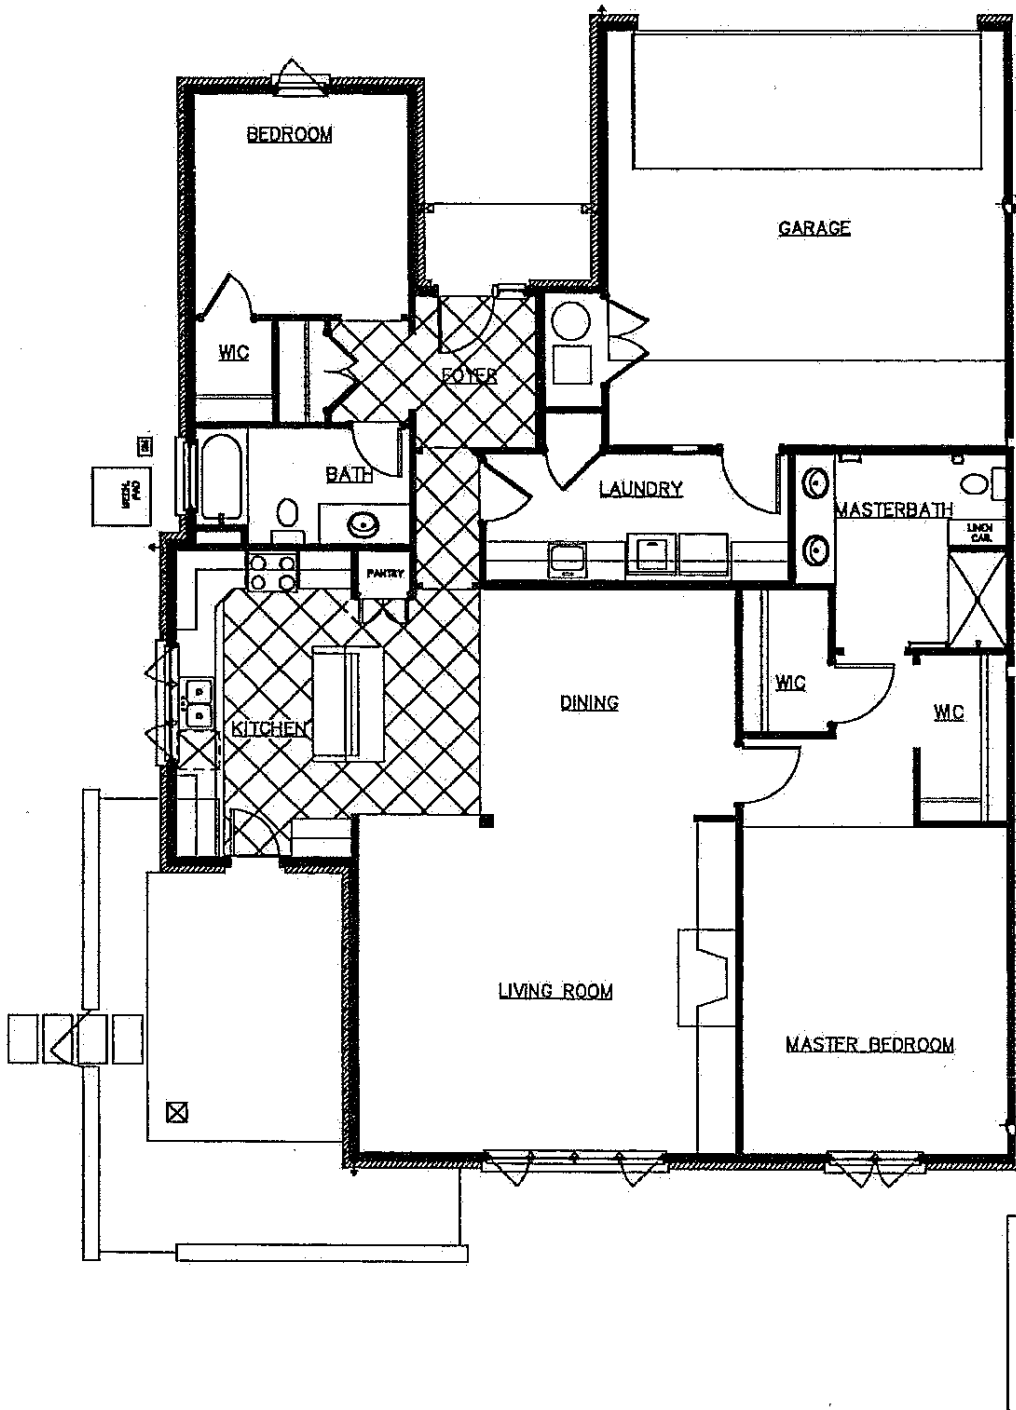 BEDROOM
GARAGE
WIC
FOYER
BATH
LAUNDRY
MASTERBATH
LINEN
CAB.
PANTRY
WIC
DINING
WIC
KITCHEN
LIVING ROOM
MASTER BEDROOM